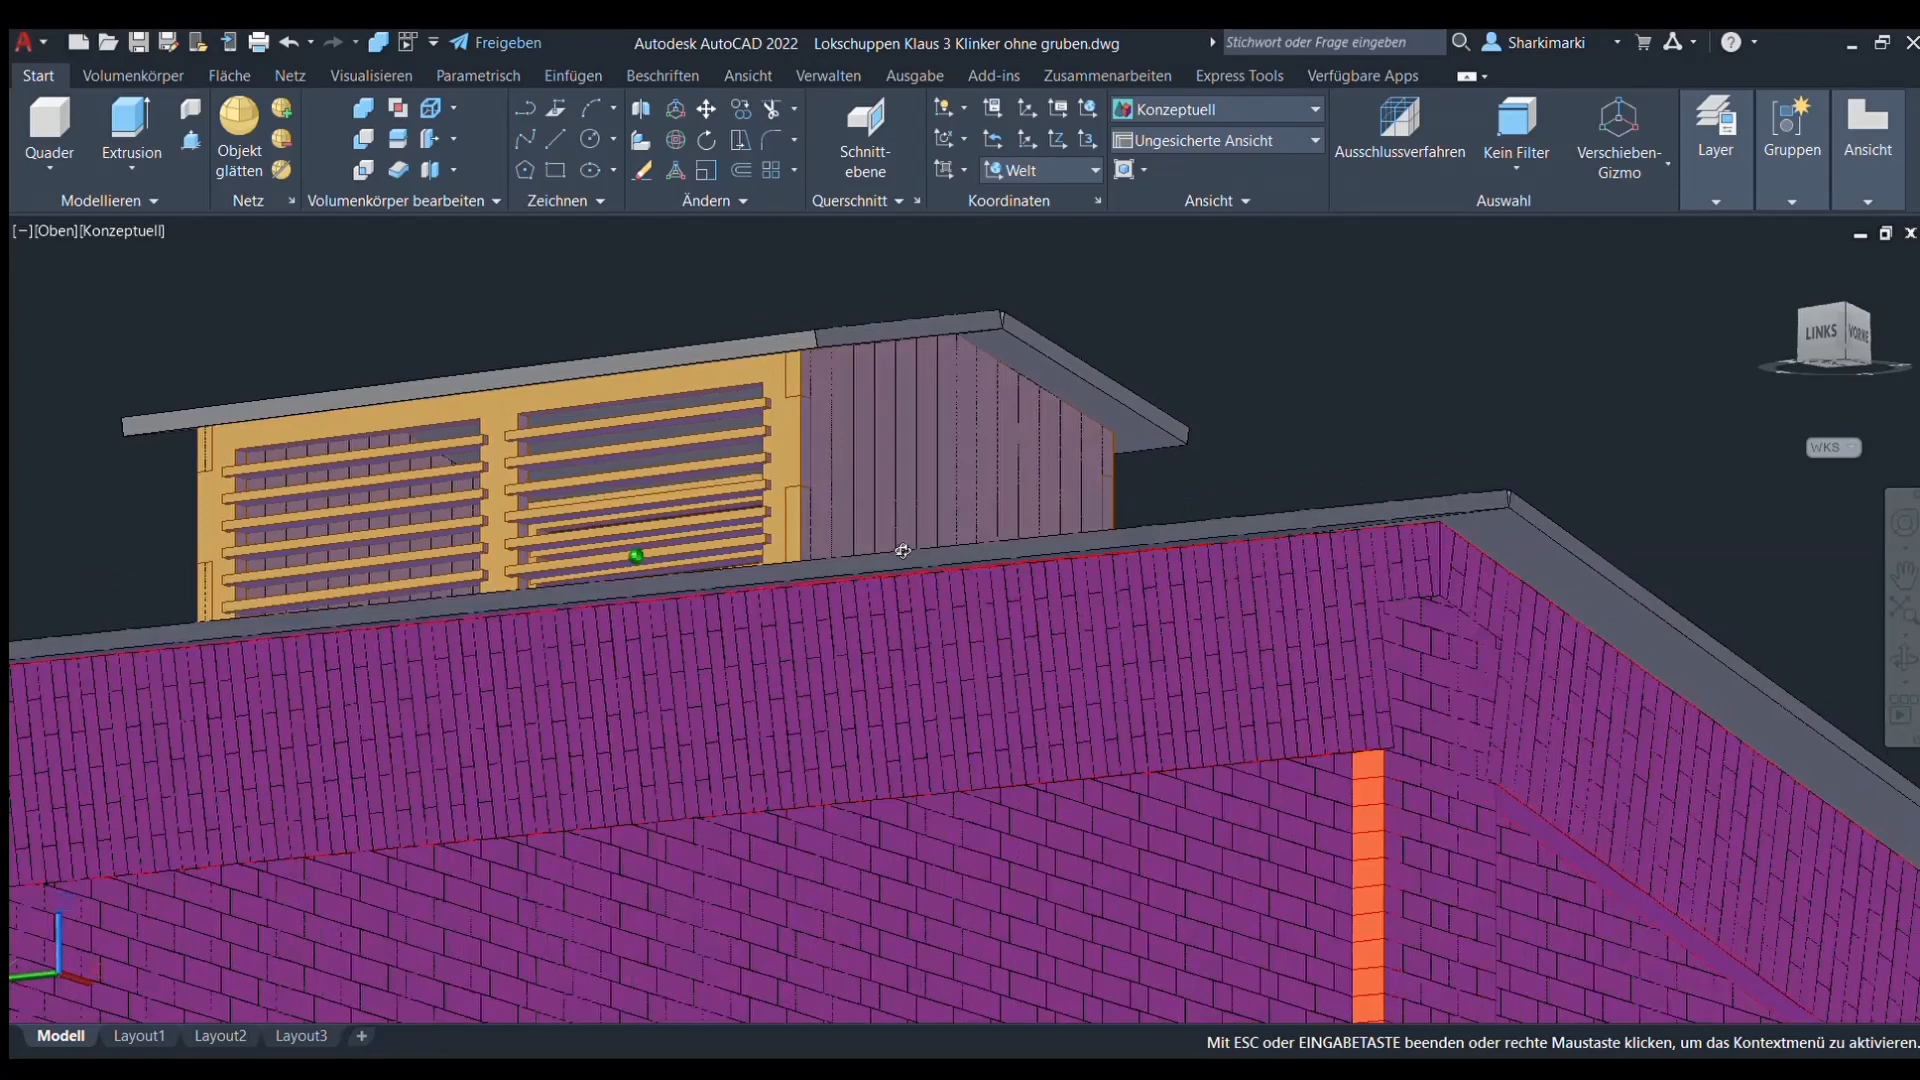 Freigeben
Autodesk AutoCAD 2022 Lokschuppen Klaus 3 Klinker ohne gruben.dwg
Stichwort oder Frage eingeben
Sharkimarki
Start Volumenkörper Fläche Netz Visualisieren Parametrisch Einfügen Beschriften Ansicht Verwalten Ausgabe Add-ins Zusammenarbeiten Express Tools Verfügbare Apps
Quader
Extrusion
Objekt
glätten
Schnitt-
ebene
Welt
Konzeptuell
Ungesicherte Ansicht
Ausschlussverfahren
Kein Filter
Verschieben-
Gizmo
Layer
Gruppen
Ansicht
Modellieren Netz Volumenkörper bearbeiten Zeichnen Ändern Querschnitt Koordinaten Ansicht Auswahl
[−][Oben][Konzeptuell]
LINKS VORNE
WKS
Modell Layout1 Layout2 Layout3 +
Mit ESC oder EINGABETASTE beenden oder rechte Maustaste klicken, um das Kontextmenü zu aktivieren.